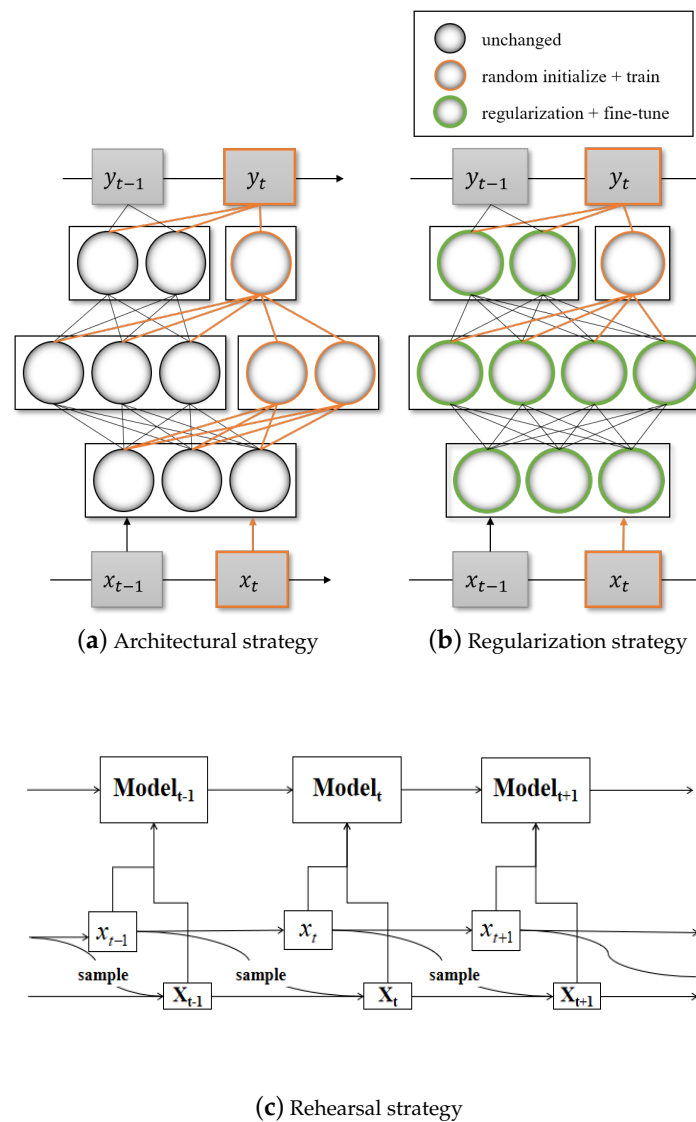 unchanged
random initialize + train
regularization + fine-tune
y_{t-1} y_t
x_{t-1} x_t
(a) Architectural strategy
y_{t-1} y_t
x_{t-1} x_t
(b) Regularization strategy
Model_{t-1} Model_t Model_{t+1}
x_{t-1} x_t x_{t+1}
sample sample sample
X_{t-1} X_t X_{t+1}
(c) Rehearsal strategy